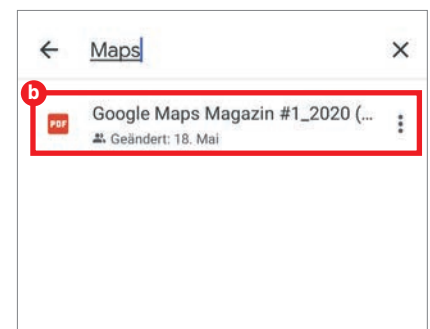 Maps
b
PDF
Google Maps Magazin #1_2020 (...
Geändert: 18. Mai